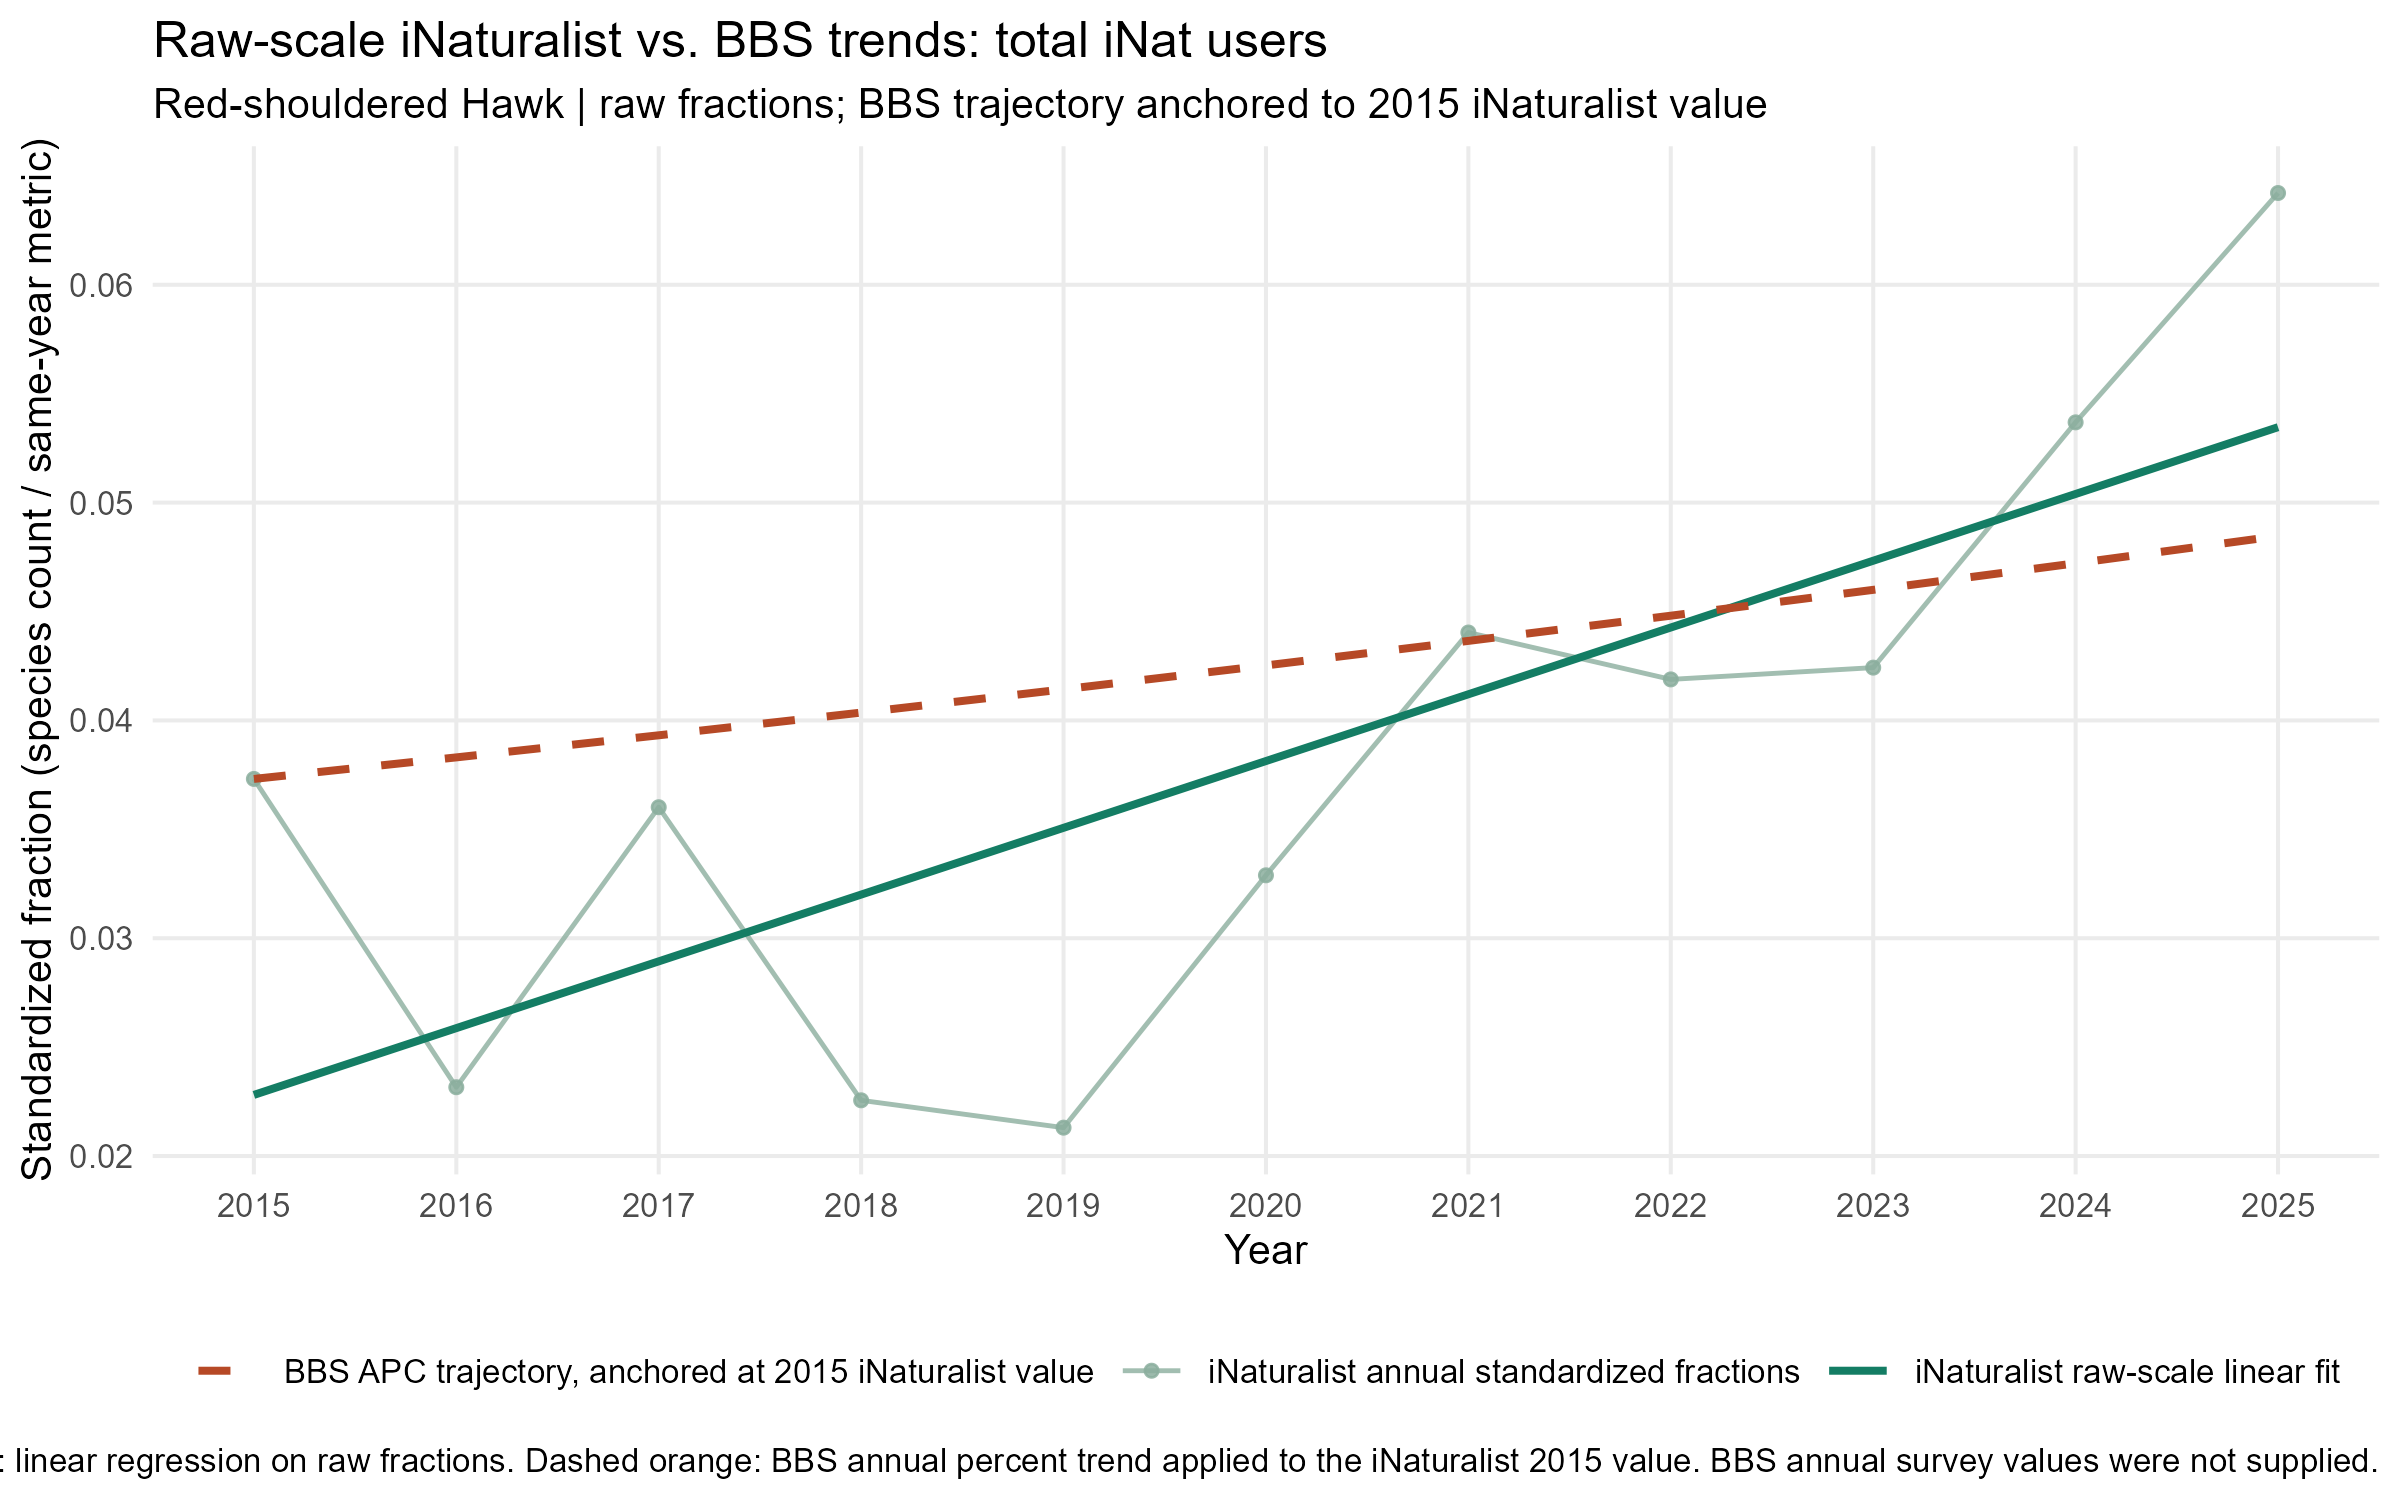 Raw-scale iNaturalist vs. BBS trends: total iNat users
Red-shouldered Hawk | raw fractions; BBS trajectory anchored to 2015 iNaturalist value
Standardized fraction (species count / same-year metric)
0.06
0.05
0.04
0.03
0.02
2015 2016 2017 2018 2019 2020 2021 2022 2023 2024 2025
Year
BBS APC trajectory, anchored at 2015 iNaturalist value iNaturalist annual standardized fractions iNaturalist raw-scale linear fit
: linear regression on raw fractions. Dashed orange: BBS annual percent trend applied to the iNaturalist 2015 value. BBS annual survey values were not supplied.